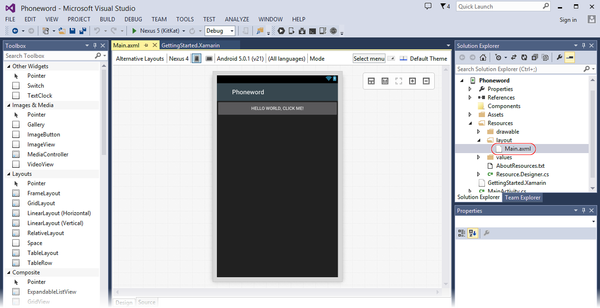 Phoneword - Microsoft Visual Studio
4
Quick Launch (Ctrl+Q)
FILE EDIT VIEW PROJECT BUILD DEBUG TEAM TOOLS TEST ANALYZE WINDOW HELP
Sign in
Nexus 5 (KitKat)
Debug
Toolbox
Search Toolbox
Other Widgets
Pointer
Switch
TextClock
Images & Media
Pointer
Gallery
ImageButton
ImageView
MediaController
VideoView
Layouts
Pointer
FrameLayout
GridLayout
LinearLayout (Horizontal)
LinearLayout (Vertical)
RelativeLayout
Space
TableLayout
TableRow
Composite
Pointer
ExpandableListView
GridView
Main.axml
GettingStarted.Xamarin
Alternative Layouts
Nexus 4
Android 5.0.1 (v21)
(All languages)
Mode
Select menu
Default Theme
Phoneword
HELLO WORLD, CLICK ME!
Design
Source
Solution Explorer
Search Solution Explorer (Ctrl+;)
Phoneword
Properties
References
Components
Assets
Resources
drawable
layout
Main.axml
values
AboutResources.txt
Resource.Designer.cs
GettingStarted.Xamarin
MainActivity.cs
Solution Explorer
Team Explorer
Properties